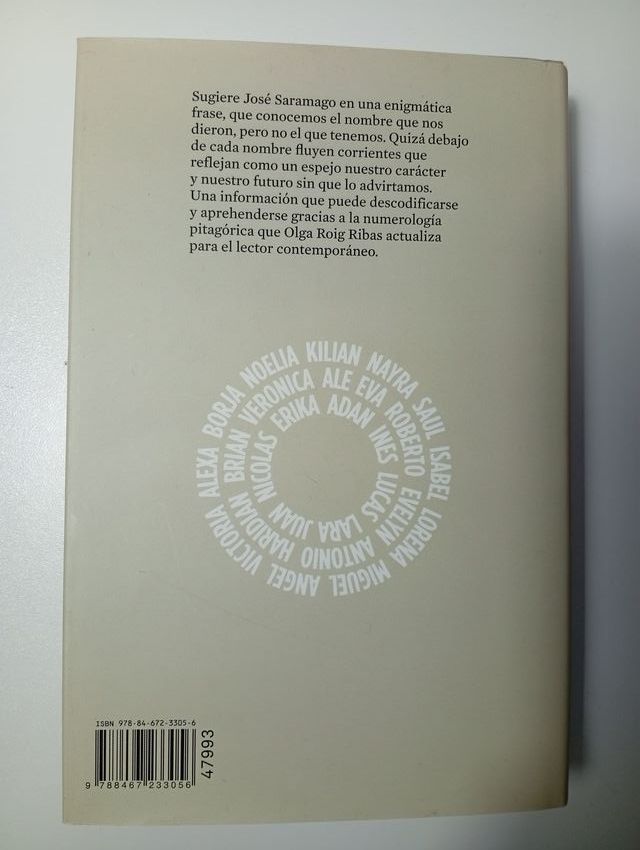 Sugiere José Saramago en una enigmática
frase, que conocemos el nombre que nos
dieron, pero no el que tenemos. Quizá debajo
de cada nombre fluyen corrientes que
reflejan como un espejo nuestro carácter
y nuestro futuro sin que lo advirtamos.
Una información que puede descodificarse
y aprehenderse gracias a la numerología
pitagórica que Olga Roig Ribas actualiza
para el lector contemporáneo.
ALEXA BORJA NOELIA KILIAN NAYRA SAUL ISABEL LORENA MIGUEL ANGEL VICTORIA
BRIAN VERONICA ALE EVA ROBERTO EVELYN ANTONIO HARIDIAN
NICOLAS ERIKA ADAN INES LUCAS LARA JUAN
ISBN 978-84-672-3305-6
9 788467 233056
47993